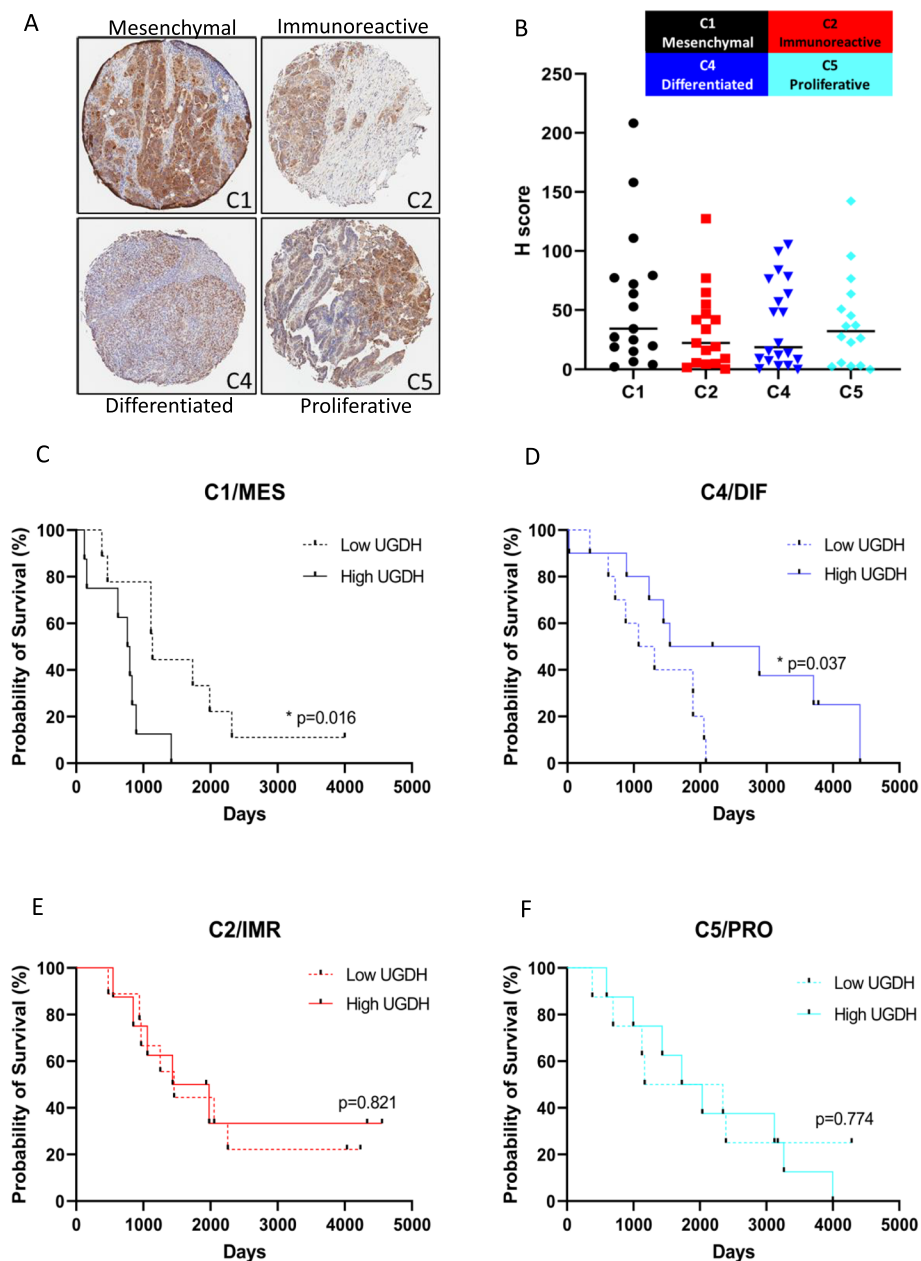 A
Mesenchymal
Immunoreactive
C1
C2
C4
C5
Differentiated
Proliferative
B
C1
Mesenchymal
C2
Immunoreactive
C4
Differentiated
C5
Proliferative
250
200
150
100
50
0
H score
C1
C2
C4
C5
C
C1/MES
Probability of Survival (%)
100
80
60
40
20
0
Low UGDH
High UGDH
* p=0.016
0
1000
2000
3000
4000
5000
Days
D
C4/DIF
Probability of Survival (%)
100
80
60
40
20
0
Low UGDH
High UGDH
* p=0.037
0
1000
2000
3000
4000
5000
Days
E
C2/IMR
Probability of Survival (%)
100
80
60
40
20
0
Low UGDH
High UGDH
p=0.821
0
1000
2000
3000
4000
5000
Days
F
C5/PRO
Probability of Survival (%)
100
80
60
40
20
0
Low UGDH
High UGDH
p=0.774
0
1000
2000
3000
4000
5000
Days